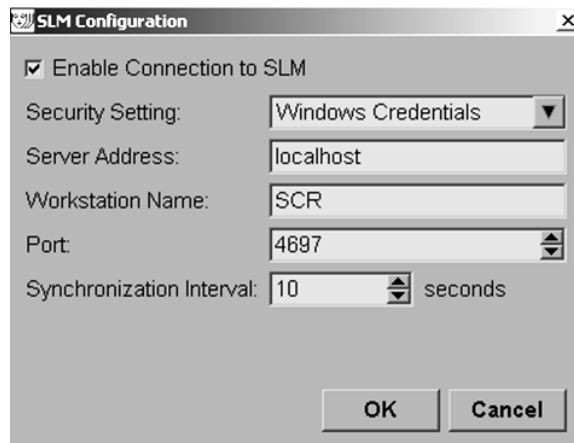 SLM Configuration
Enable Connection to SLM
Security Setting: Windows Credentials
Server Address: localhost
Workstation Name: SCR
Port: 4697
Synchronization Interval: 10 seconds
OK Cancel